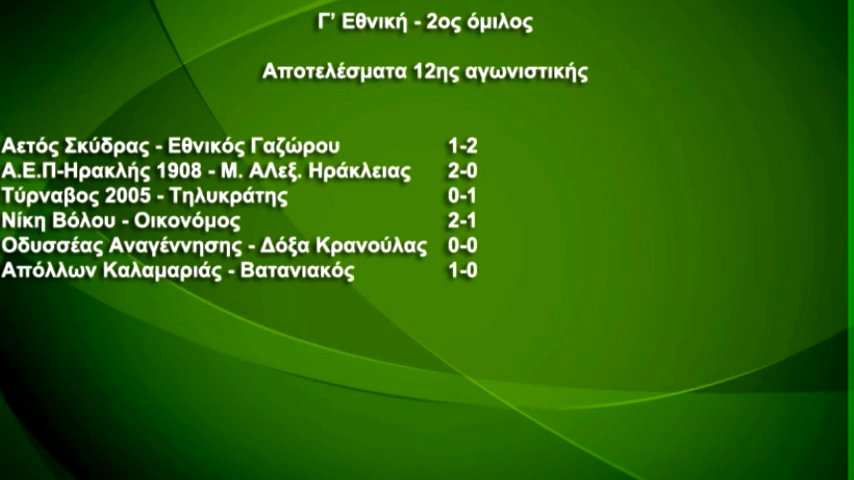 Γ' Εθνική - 2ος όμιλος
Αποτελέσματα 12ης αγωνιστικής
Αετός Σκύδρας - Εθνικός Γαζώρου 1-2
Α.Ε.Π-Ηρακλής 1908 - Μ. ΑΛεξ. Ηράκλειας 2-0
Τύρναβος 2005 - Τηλυκράτης 0-1
Νίκη Βόλου - Οικονόμος 2-1
Οδυσσέας Αναγέννησης - Δόξα Κρανούλας 0-0
Απόλλων Καλαμαριάς - Βατανιακός 1-0